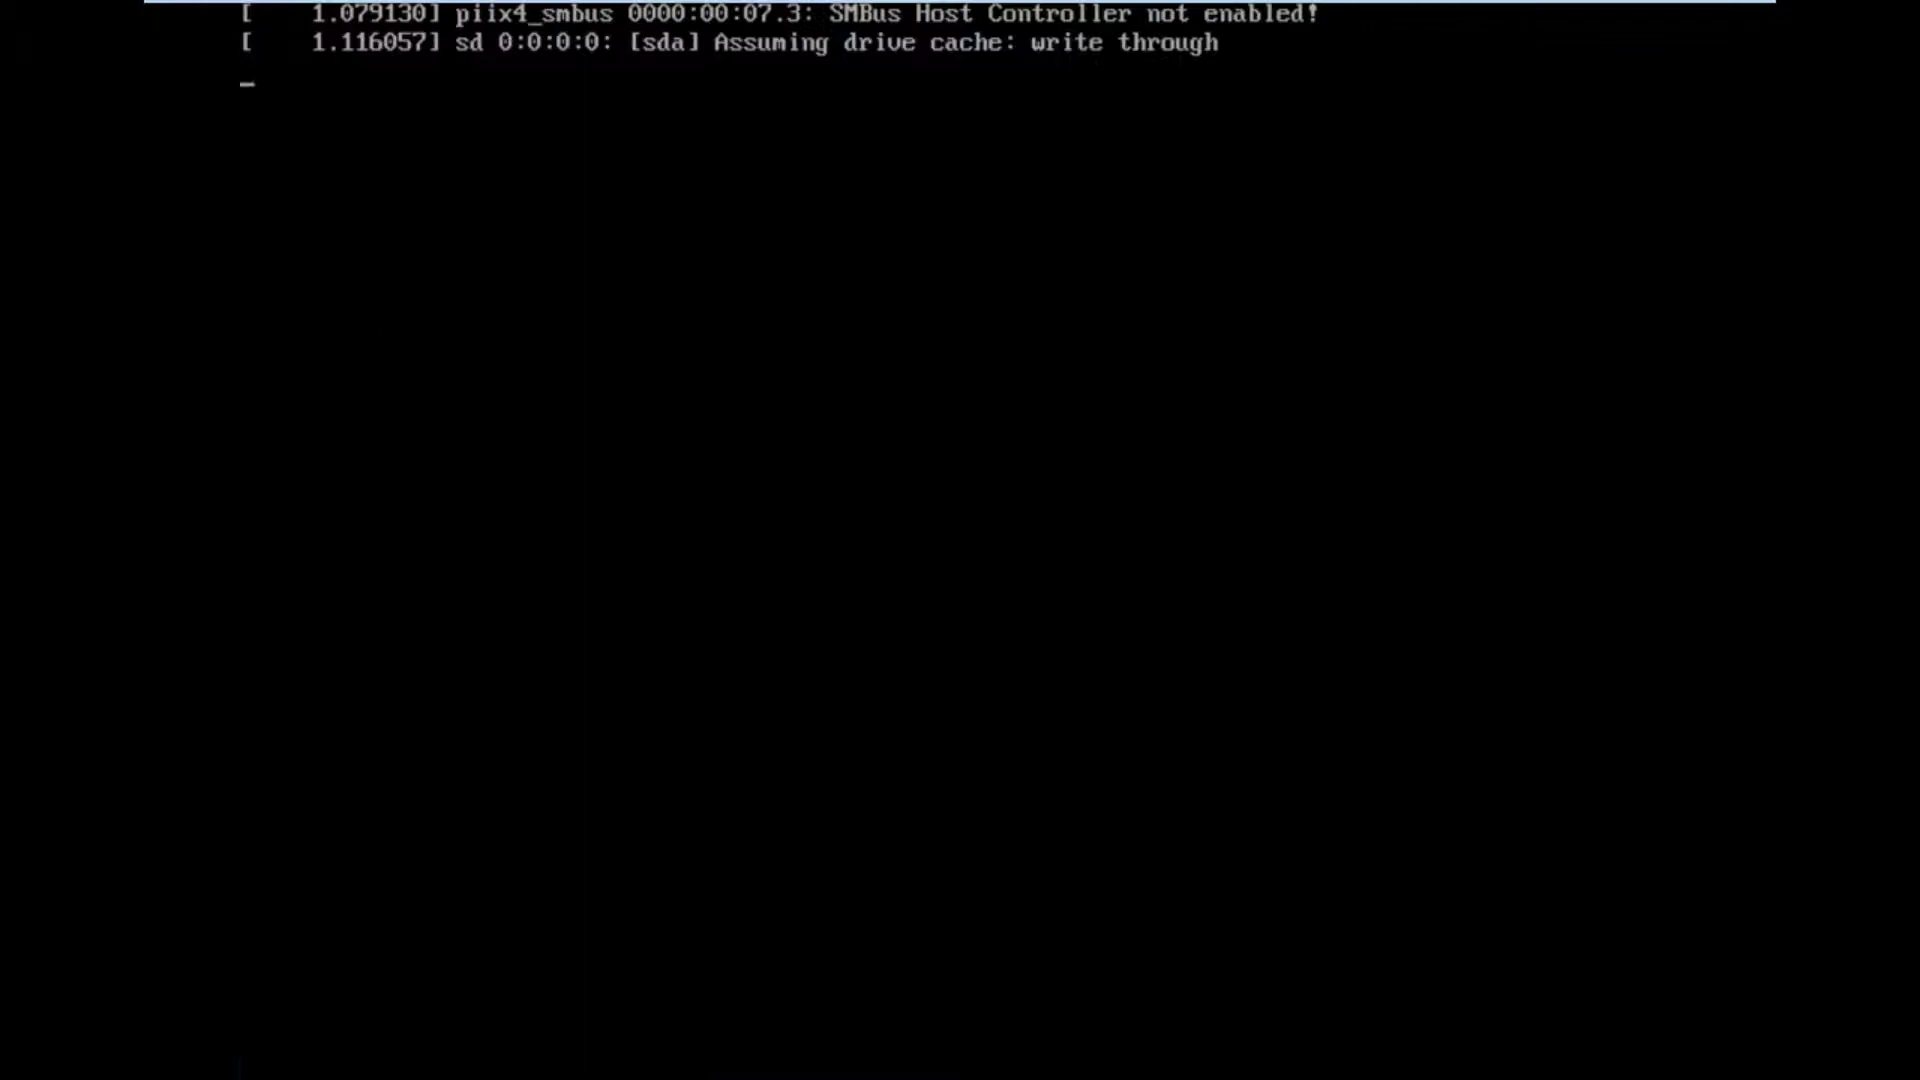 [    1.079130] piix4_smbus 0000:00:07.3: SMBus Host Controller not enabled!
[    1.116057] sd 0:0:0:0: [sda] Assuming drive cache: write through